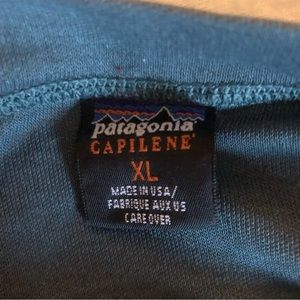 patagonia®
CAPILENE®
XL
MADE IN USA/
FABRIQUE AUX US
CARE OVER